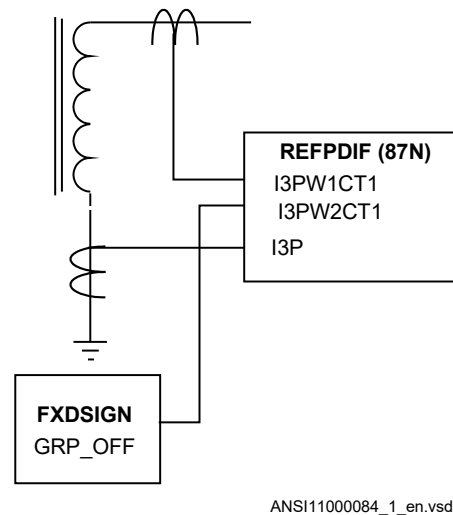 REFPDIF (87N)
I3PW1CT1
I3PW2CT1
I3P
FXDSIGN
GRP_OFF
ANSI11000084_1_en.vsd